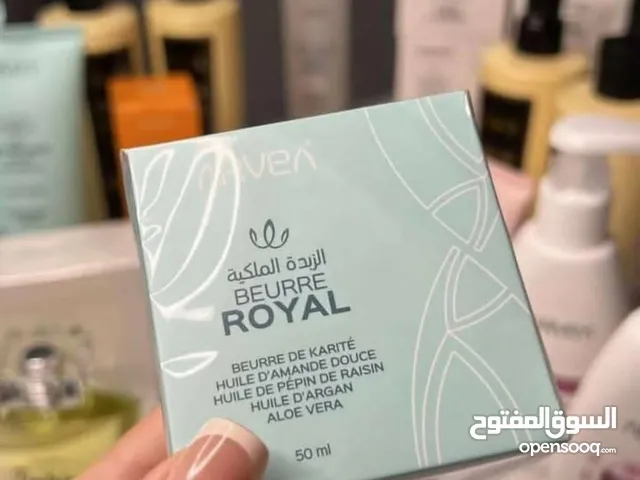 الزبدة الملكية
BEURRE
ROYAL
BEURRE DE KARITÉ
HUILE D'AMANDE DOUCE
HUILE DE PÉPIN DE RAISIN
HUILE D'ARGAN
ALOE VERA
50 ml
السوق المفتوح
opensooq.com